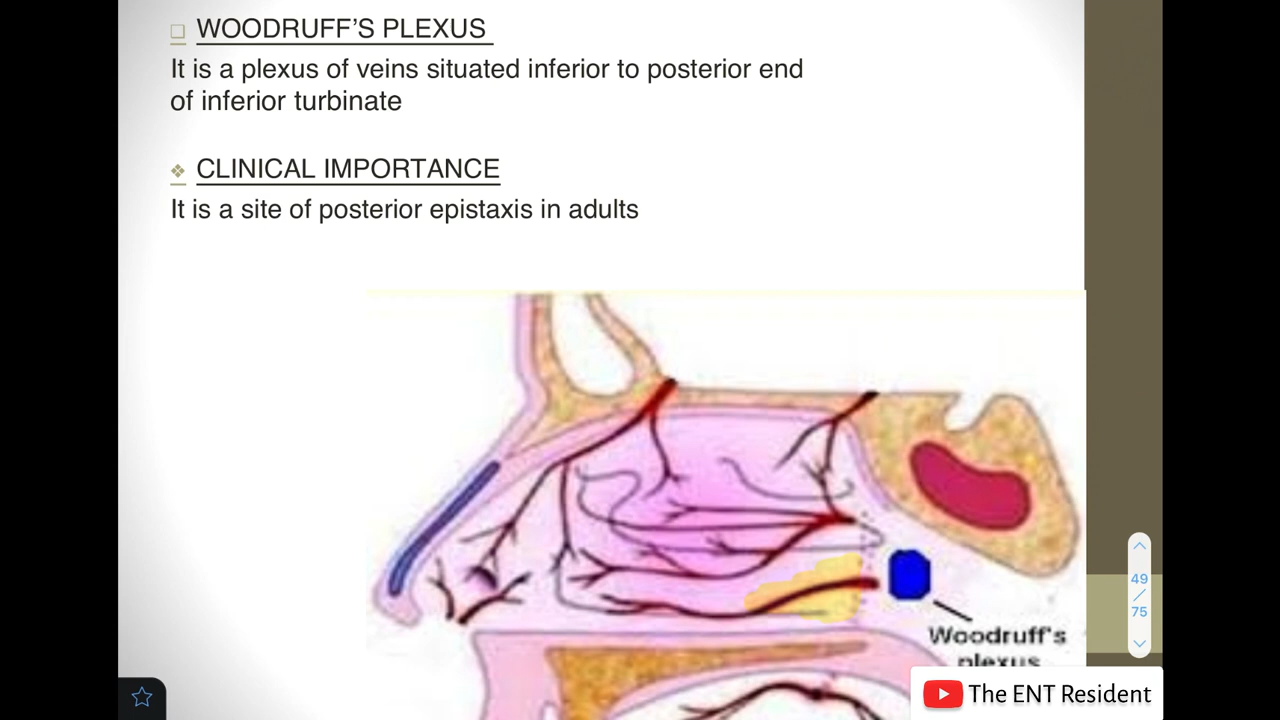 WOODRUFF'S PLEXUS
It is a plexus of veins situated inferior to posterior end
of inferior turbinate
CLINICAL IMPORTANCE
It is a site of posterior epistaxis in adults
49
/
75
Woodruff's
plexus
The ENT Resident